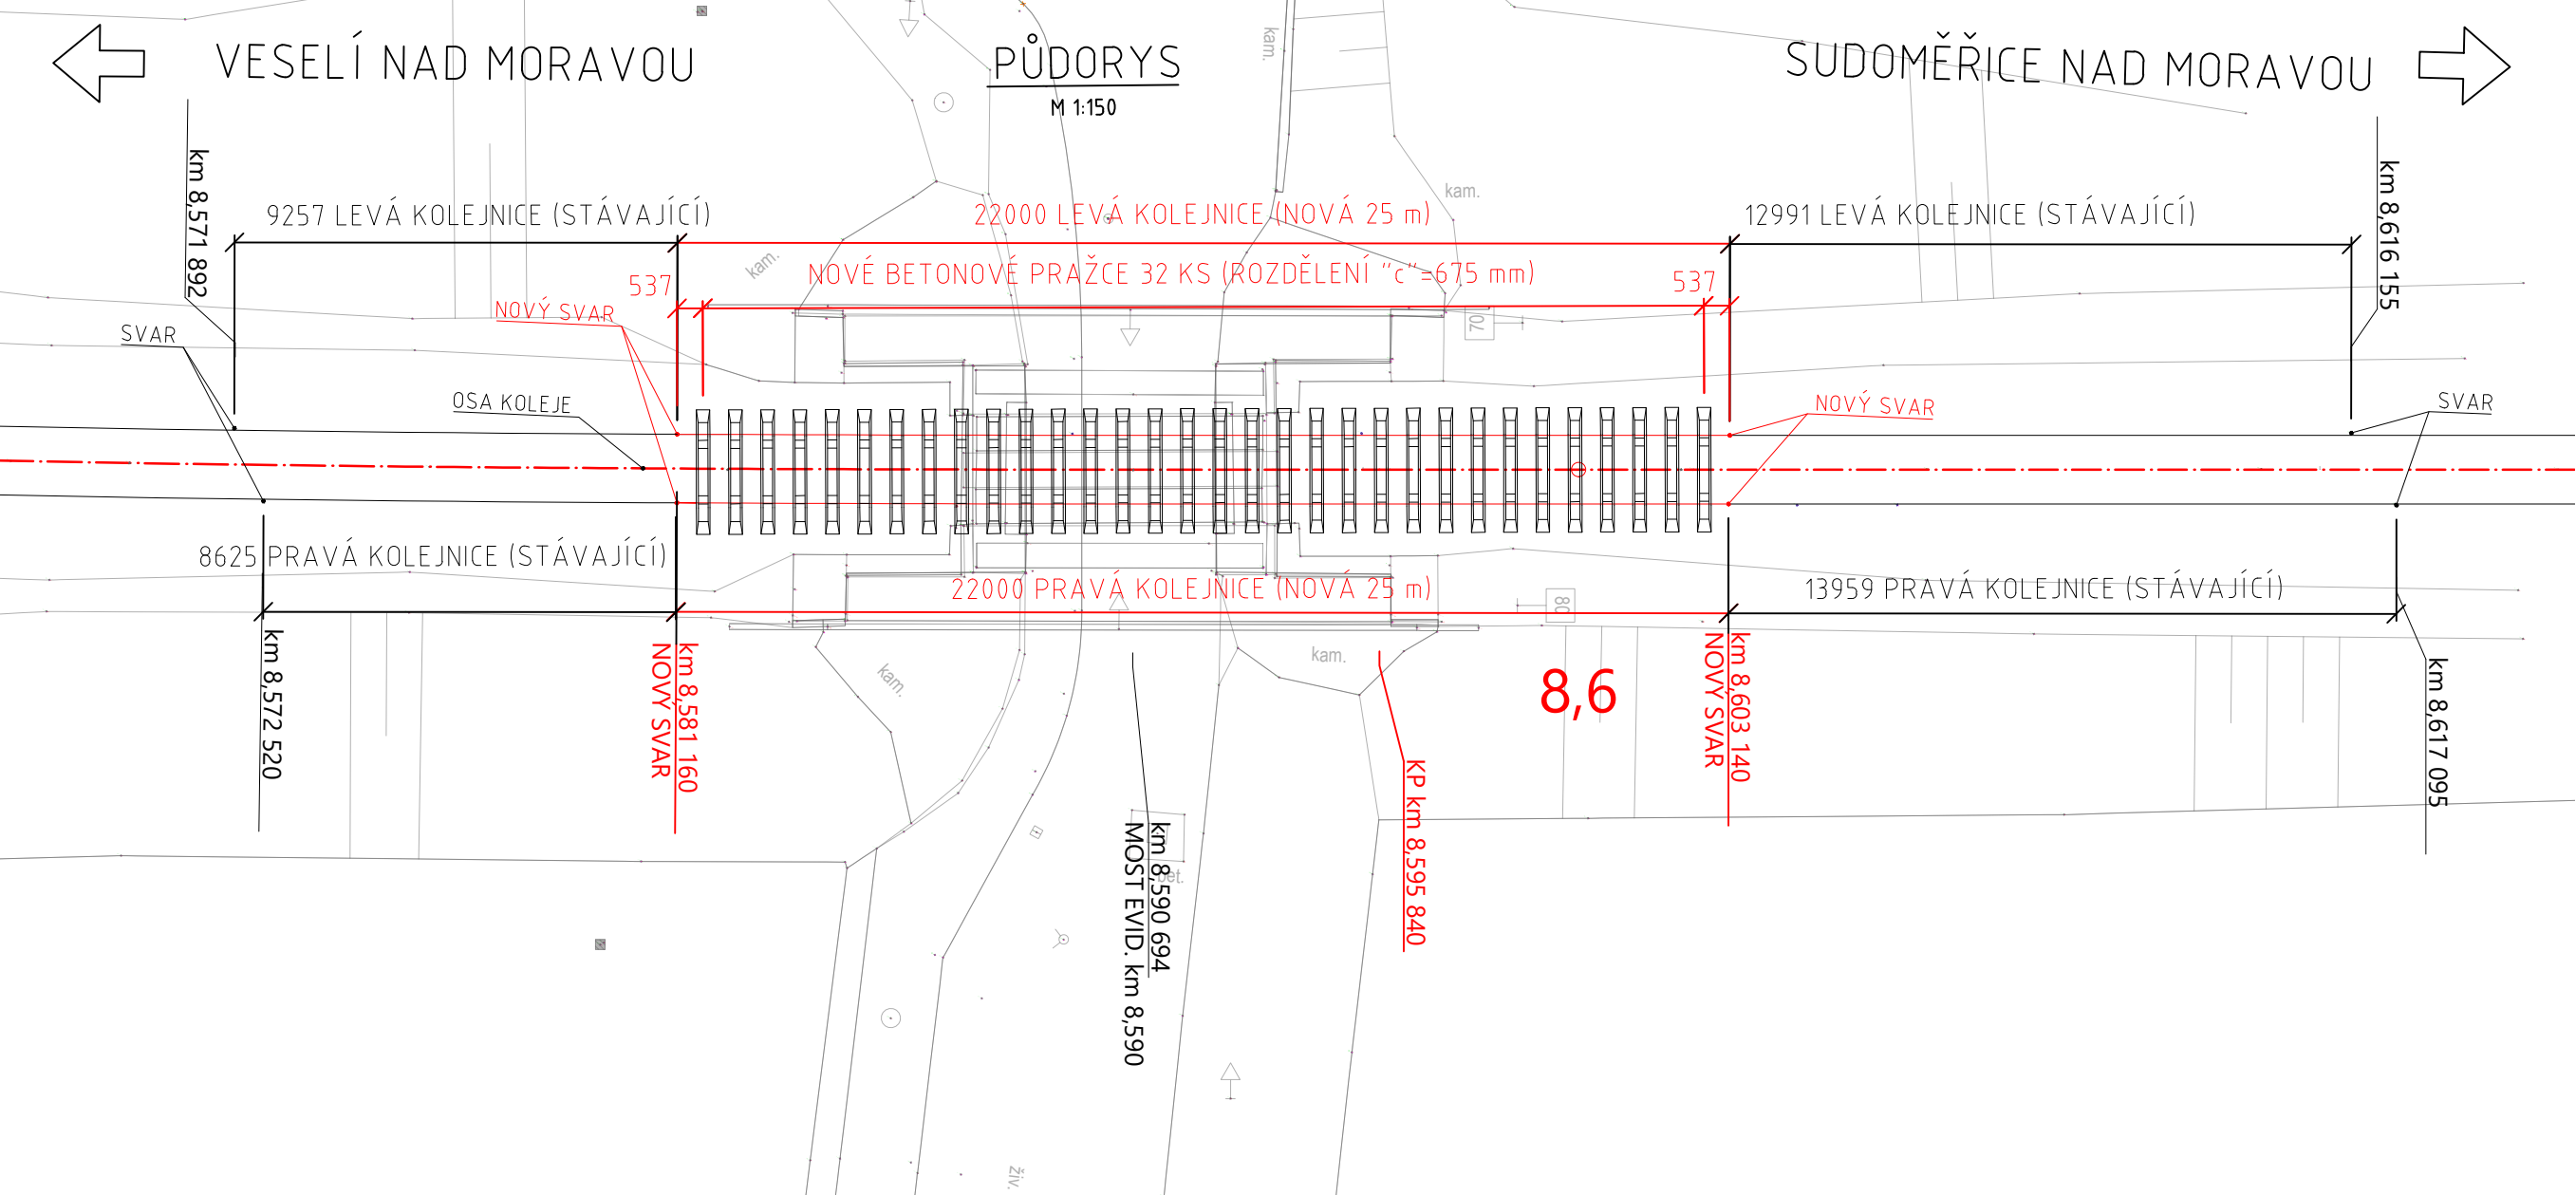 VESELÍ NAD MORAVOU
PŮDORYS
M 1:150
SUDOMĚŘICE NAD MORAVOU
kam.
kam.
km 8,571 892
km 8,616 155
9257 LEVÁ KOLEJNICE (STÁVAJÍCÍ)
22000 LEVÁ KOLEJNICE (NOVÁ 25 m)
12991 LEVÁ KOLEJNICE (STÁVAJÍCÍ)
kam.
537
NOVÉ BETONOVÉ PRAŽCE 32 KS (ROZDĚLENÍ "c"=675 mm)
537
NOVÝ SVAR
SVAR
70
OSA KOLEJE
NOVÝ SVAR
SVAR
8625 PRAVÁ KOLEJNICE (STÁVAJÍCÍ)
22000 PRAVÁ KOLEJNICE (NOVÁ 25 m)
80
13959 PRAVÁ KOLEJNICE (STÁVAJÍCÍ)
km 8,572 520
km 8,581 160
NOVÝ SVAR
kam.
kam.
8,6
km 8,603 140
NOVÝ SVAR
km 8,617 095
KP km 8,595 840
km 8,590 694
MOST EVID. km 8,590
bet.
živ.